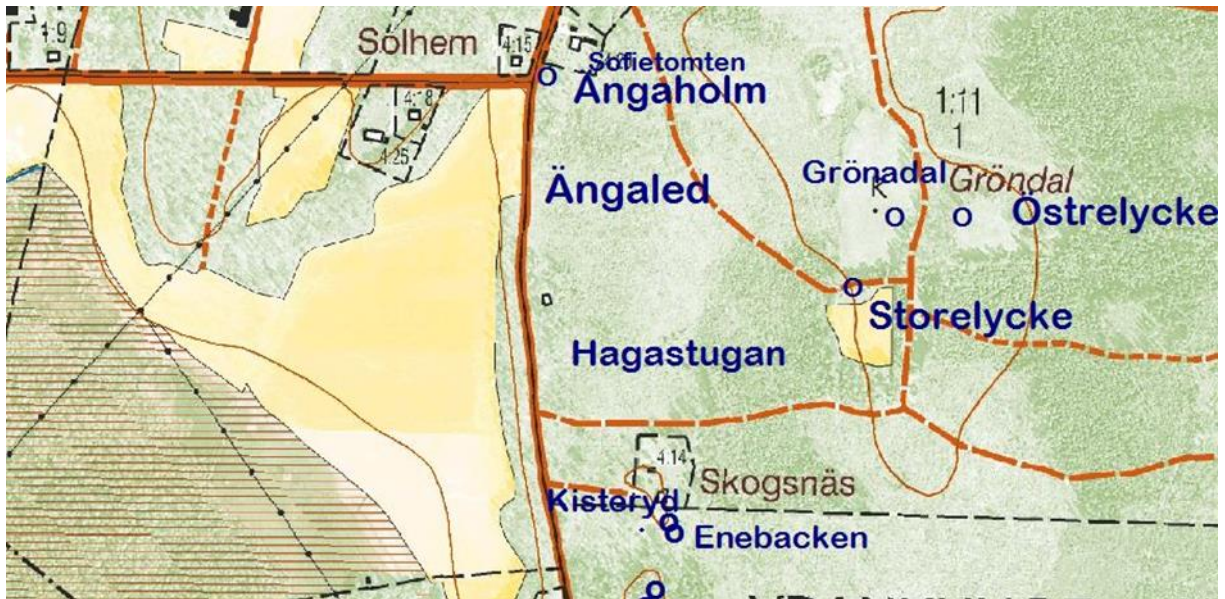 1:9
Solhem
4:15
Sofietomten
Ängaholm
4:18
4:25
1:11
1
Ängaled
Grönadal
Gröndal
K
Östrelycke
Storelycke
Hagastugan
4:14
Skogsnäs
Kisteryd
Enebacken